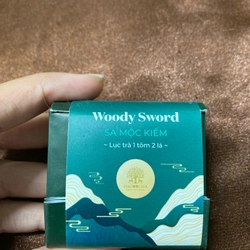 Woody Sword
SA MỘC KIẾM
~ Lục trà 1 tôm 2 lá ~